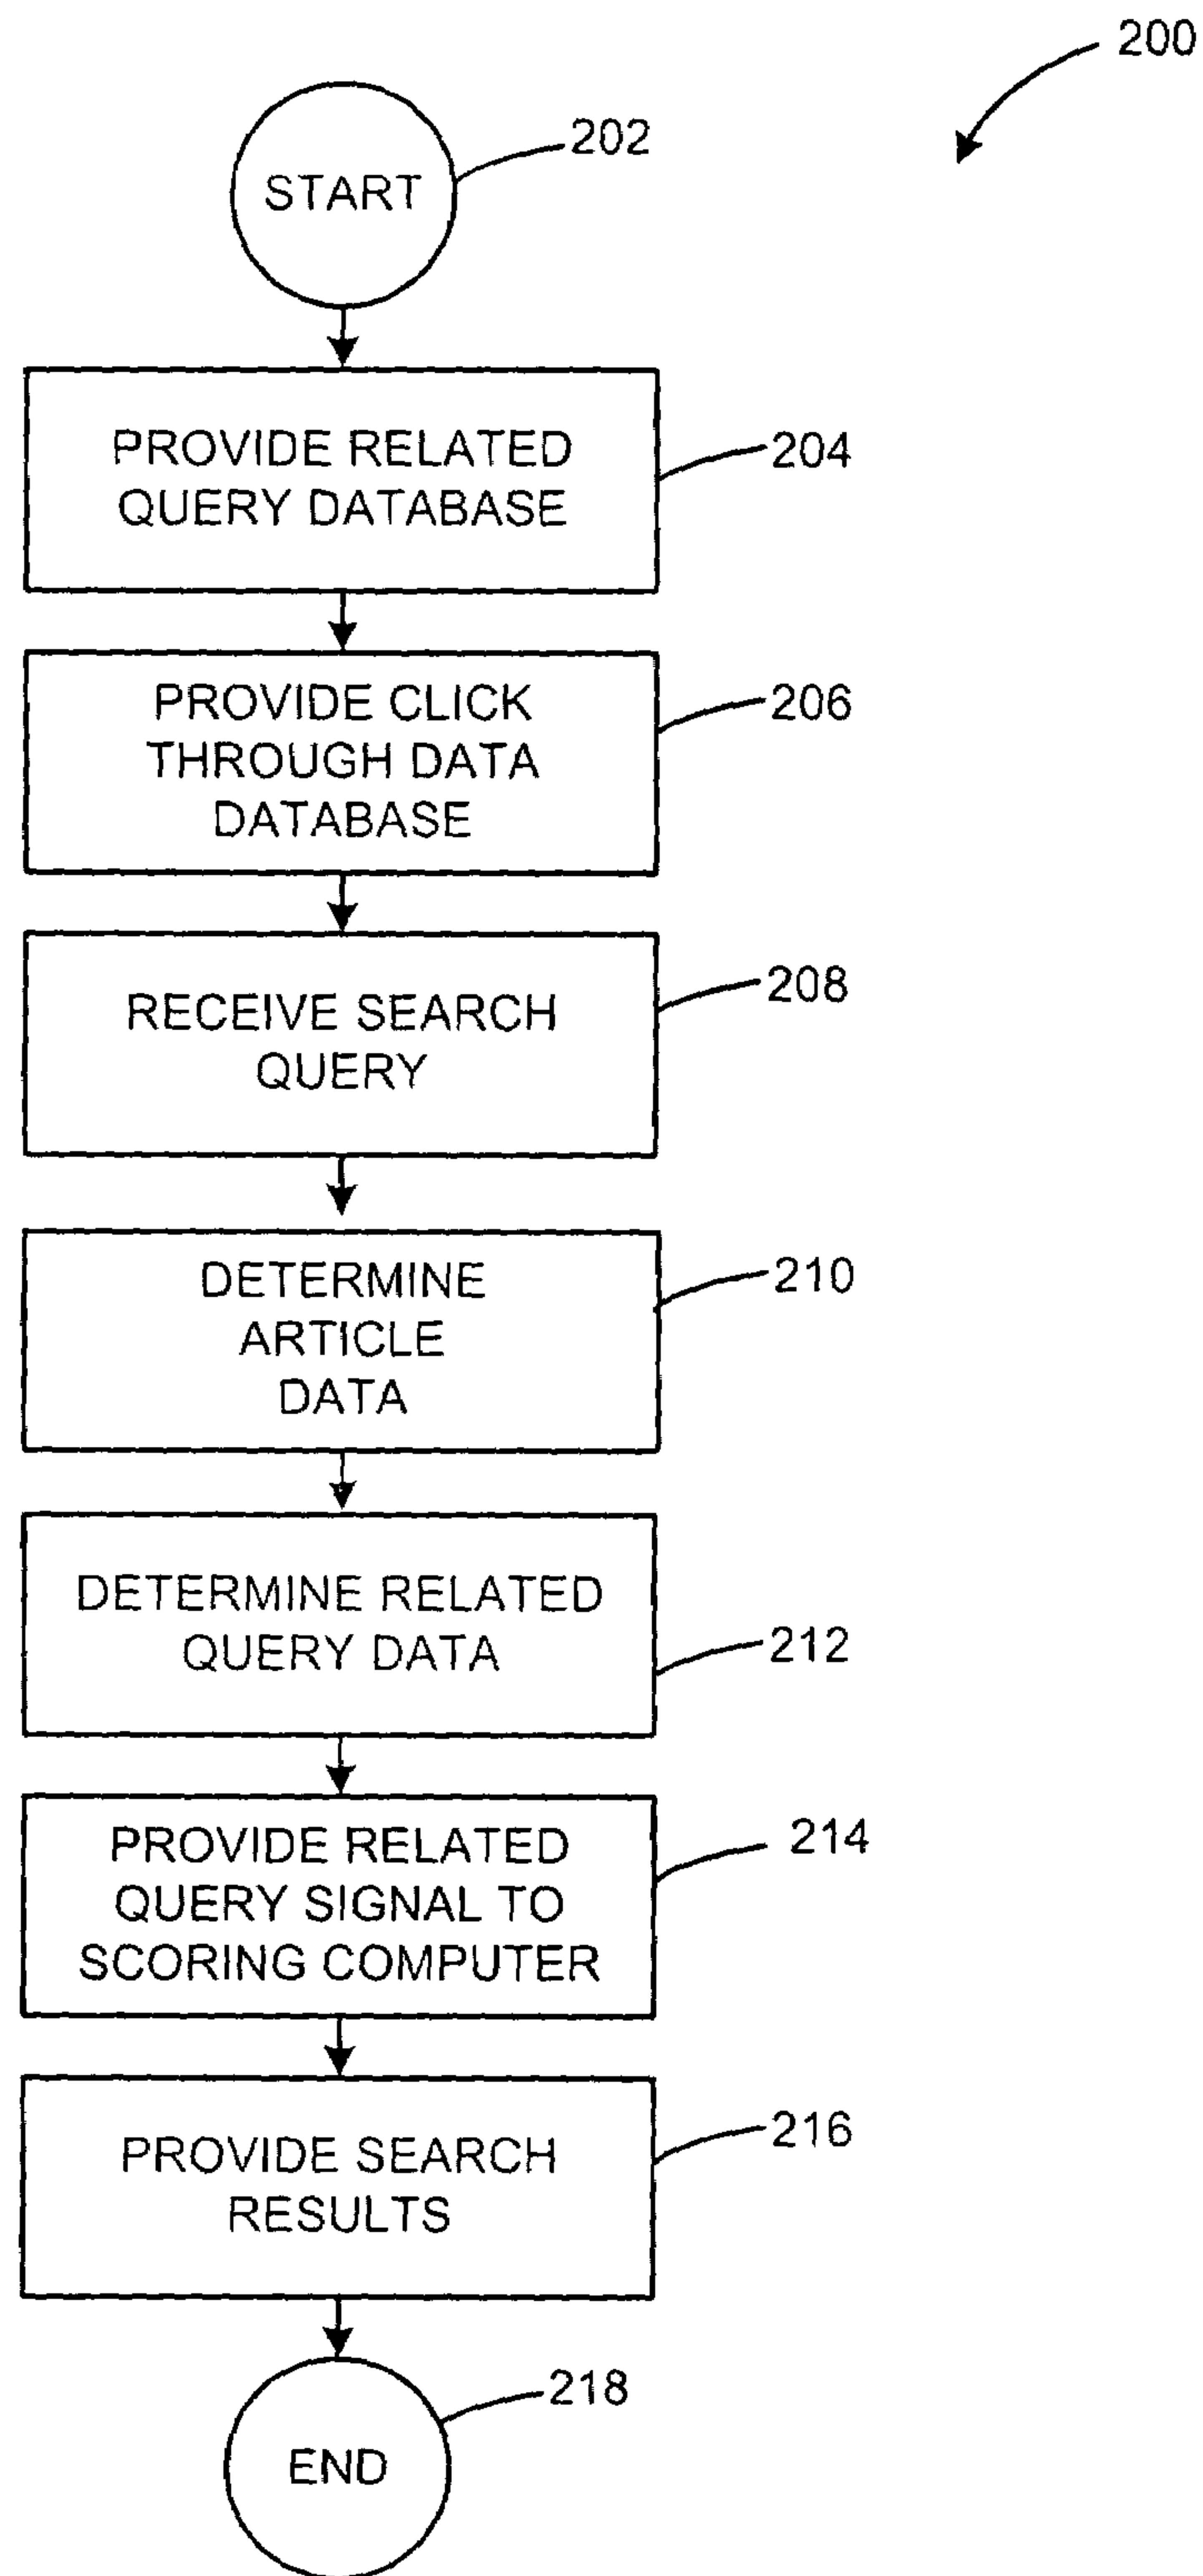 200
START
202
PROVIDE RELATED
QUERY DATABASE
204
PROVIDE CLICK
THROUGH DATA
DATABASE
206
RECEIVE SEARCH
QUERY
208
DETERMINE
ARTICLE
DATA
210
DETERMINE RELATED
QUERY DATA
212
PROVIDE RELATED
QUERY SIGNAL TO
SCORING COMPUTER
214
PROVIDE SEARCH
RESULTS
216
END
218